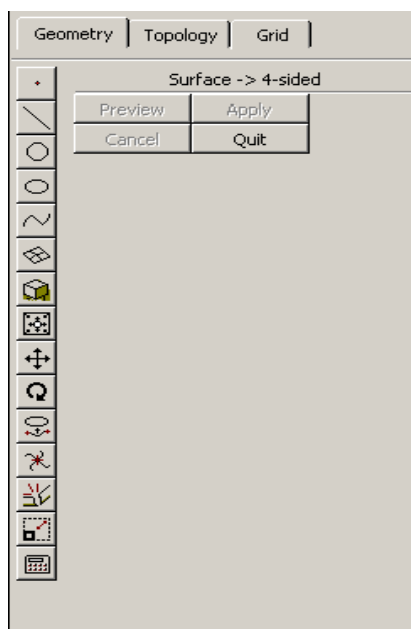 Geometry Topology Grid
Surface -> 4-sided
Preview Apply
Cancel Quit